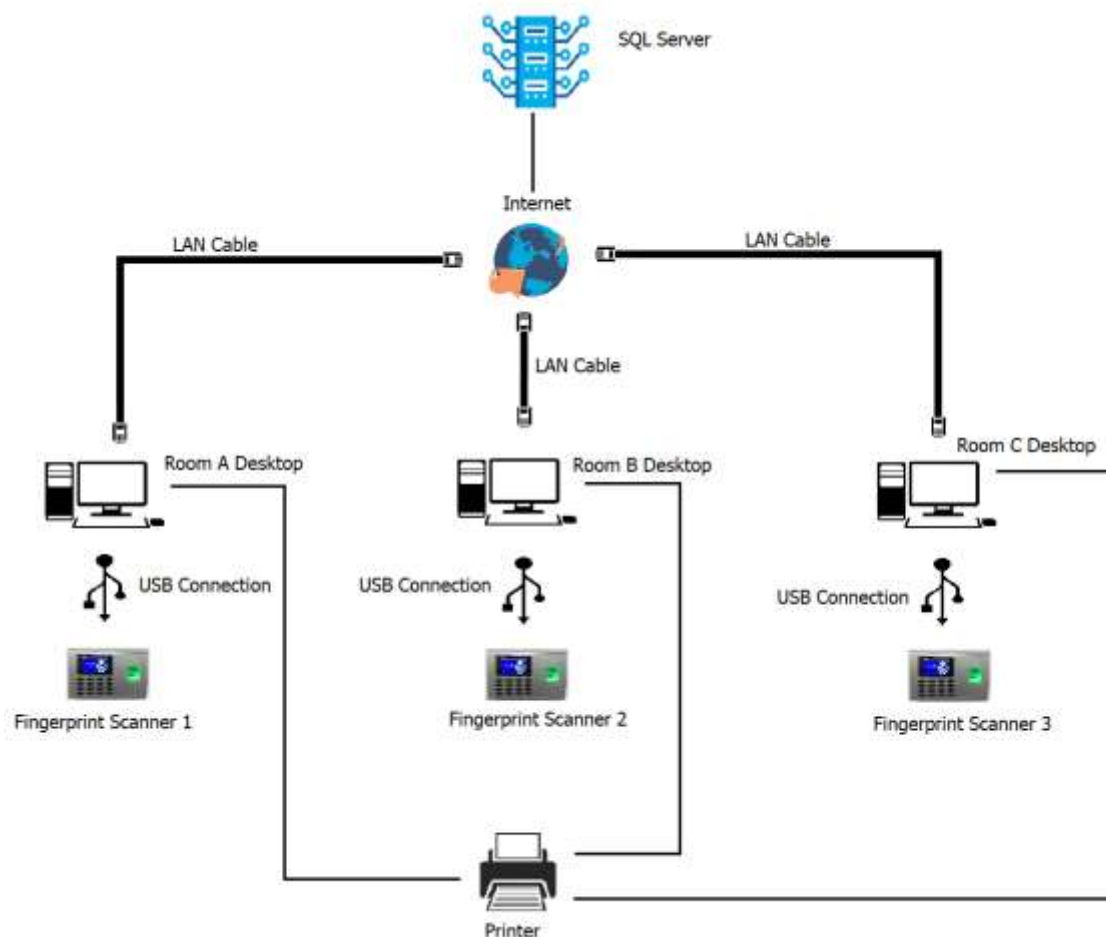 SQL Server
Internet
LAN Cable
LAN Cable
LAN Cable
Room A Desktop
Room B Desktop
Room C Desktop
USB Connection
USB Connection
USB Connection
Fingerprint Scanner 1
Fingerprint Scanner 2
Fingerprint Scanner 3
Printer